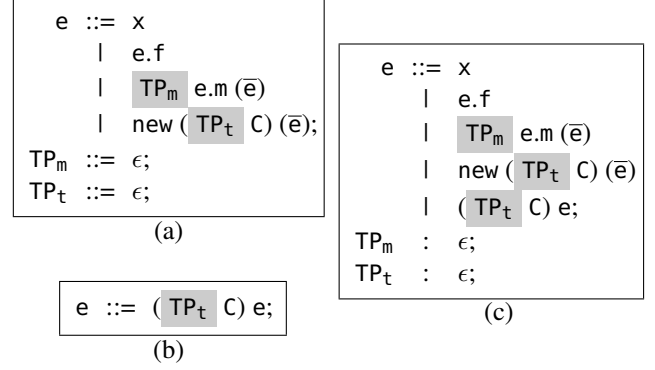 e ::= x
| e.f
| TPₘ e.m (e̅)
| new ( TPₜ C) (e̅);
TPₘ ::= ϵ;
TPₜ ::= ϵ;
(a)
e ::= ( TPₜ C) e;
(b)
e ::= x
| e.f
| TPₘ e.m (e̅)
| new ( TPₜ C) (e̅)
| ( TPₜ C) e;
TPₘ : ϵ;
TPₜ : ϵ;
(c)